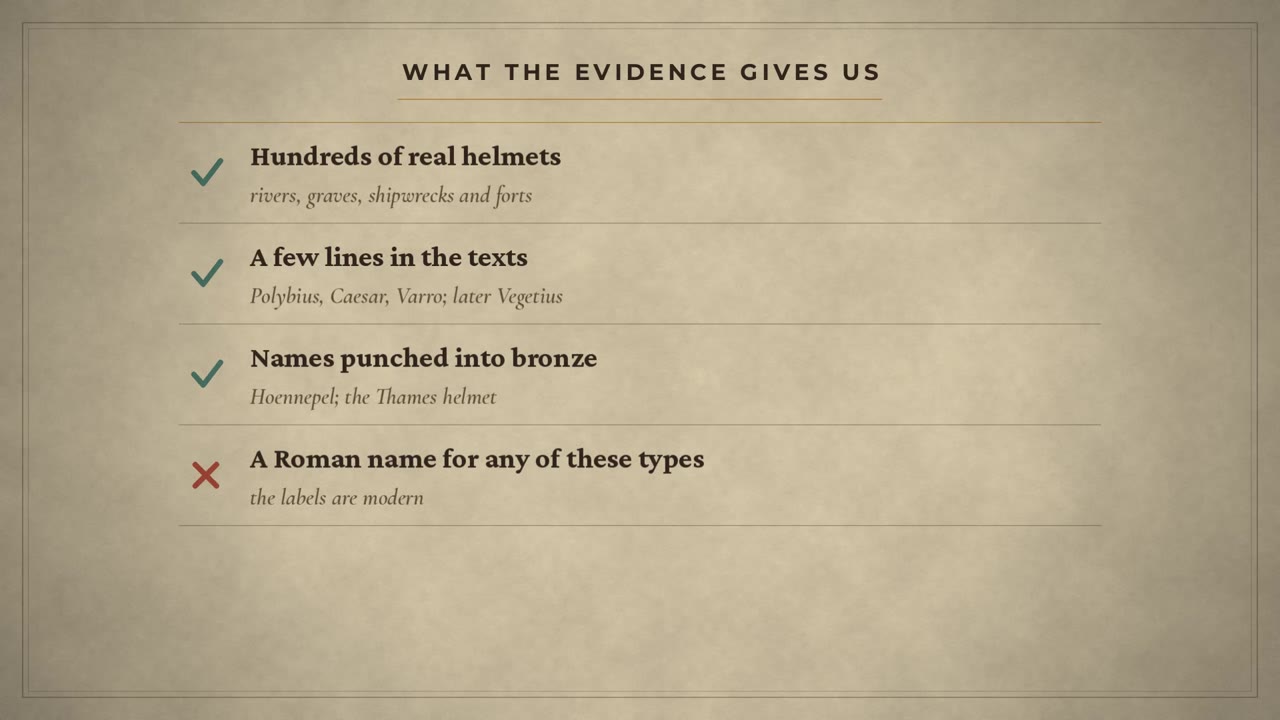 WHAT THE EVIDENCE GIVES US
Hundreds of real helmets
rivers, graves, shipwrecks and forts
A few lines in the texts
Polybius, Caesar, Varro; later Vegetius
Names punched into bronze
Hoennepel; the Thames helmet
A Roman name for any of these types
the labels are modern